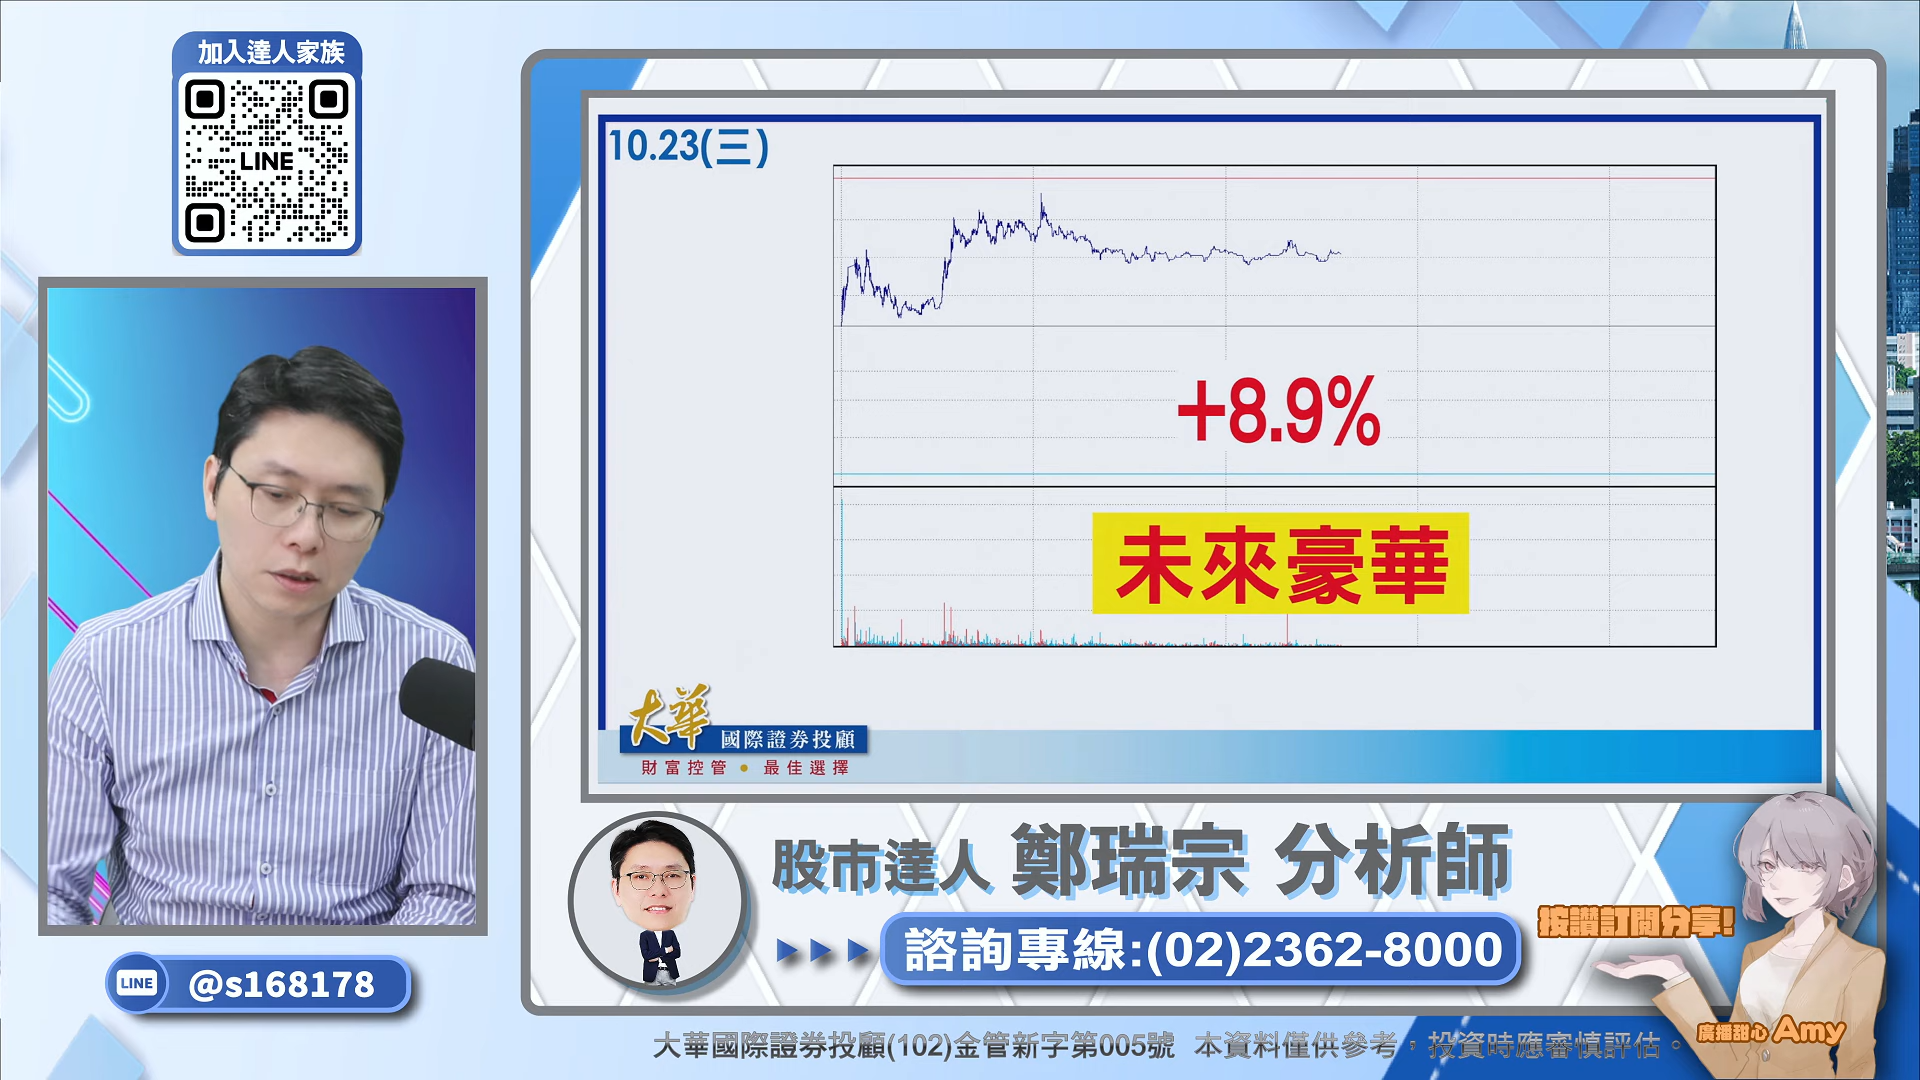 加入達人家族
LINE
10.23(三)
+8.9%
未來豪華
大華
國際證券投顧
財富控管 • 最佳選擇
股市達人 鄭瑞宗 分析師
諮詢專線:(02)2362-8000
按讚訂閱分享!
廣播甜心 Amy
LINE @s168178
大華國際證券投顧(102)金管新字第005號 本資料僅供參考，投資時應審慎評估。